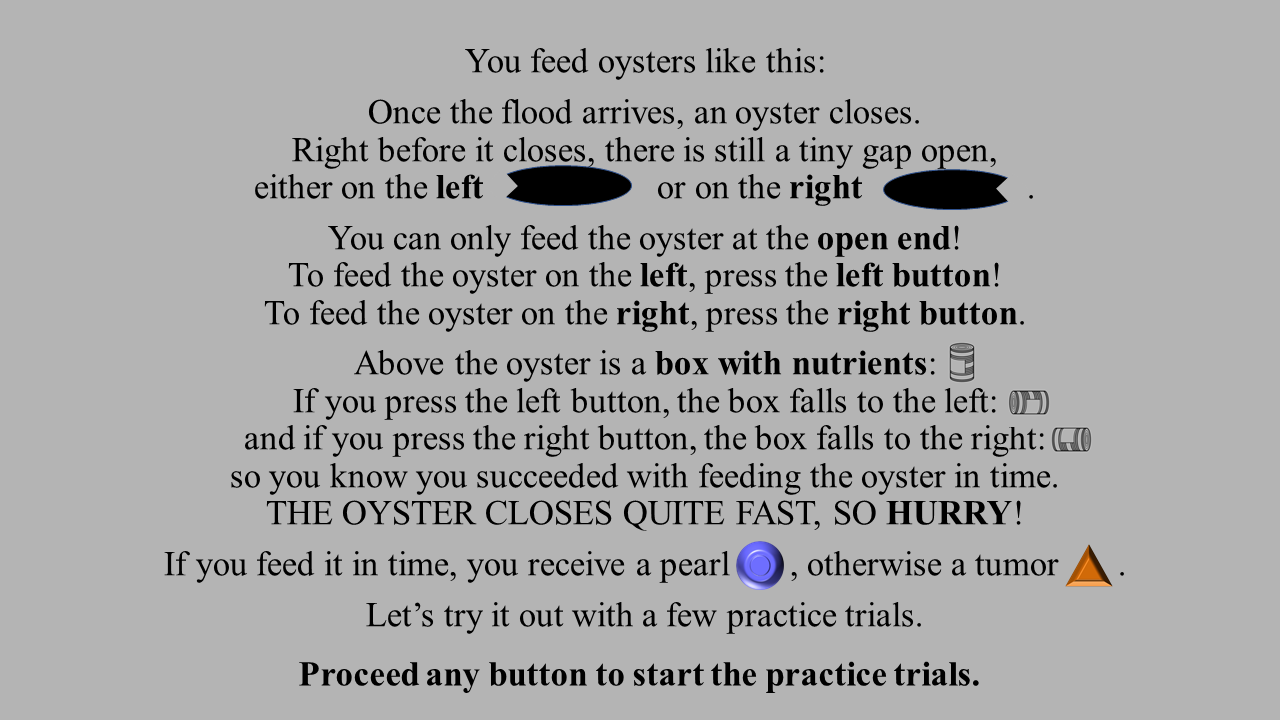 You feed oysters like this:
Once the flood arrives, an oyster closes.
Right before it closes, there is still a tiny gap open,
either on the left or on the right .
You can only feed the oyster at the open end!
To feed the oyster on the left, press the left button!
To feed the oyster on the right, press the right button.
Above the oyster is a box with nutrients:
If you press the left button, the box falls to the left:
and if you press the right button, the box falls to the right:
so you know you succeeded with feeding the oyster in time.
THE OYSTER CLOSES QUITE FAST, SO HURRY!
If you feed it in time, you receive a pearl , otherwise a tumor .
Let’s try it out with a few practice trials.
Proceed any button to start the practice trials.